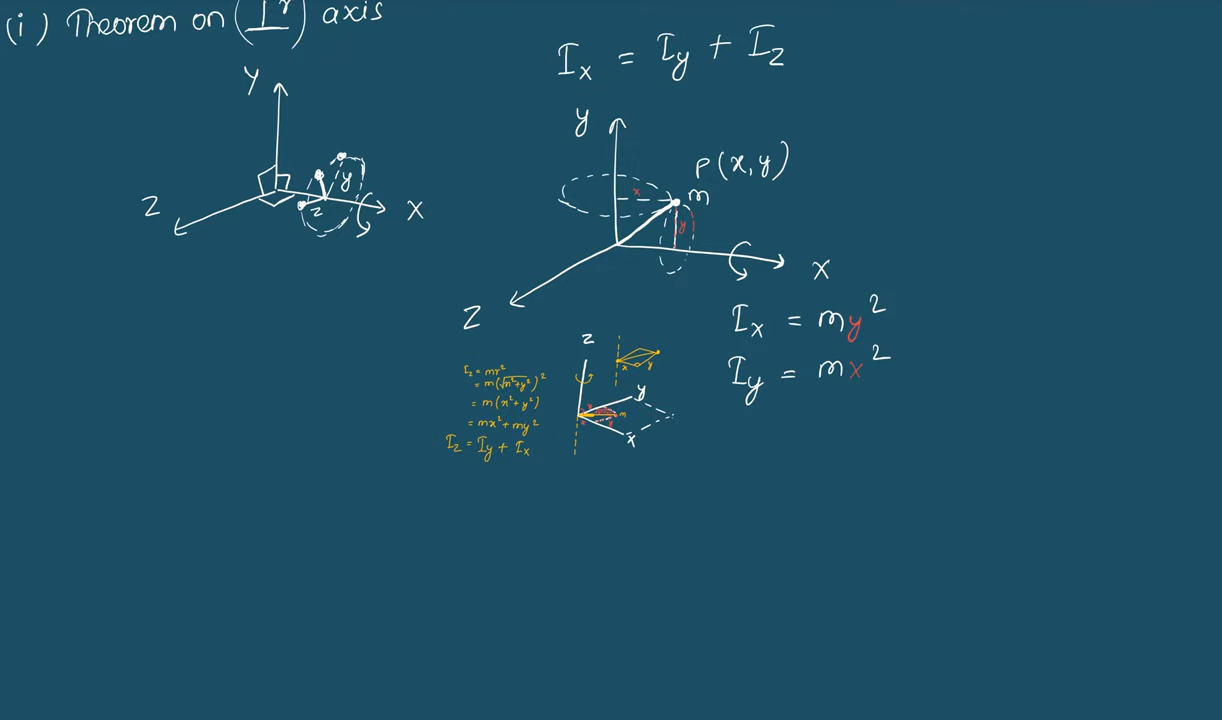 (i) Theorem on (⊥r) axis
Ix = Iy + Iz
Y
y
z
Z
X
y
P(x,y)
x
m
y
X
Z
Ix = my²
Iy = mx²
Iz = mr²
= m(√x²+y²)²
= m(x²+y²)
= mx² + my²
Iz = Iy + Ix
z
x
y
y
m
x